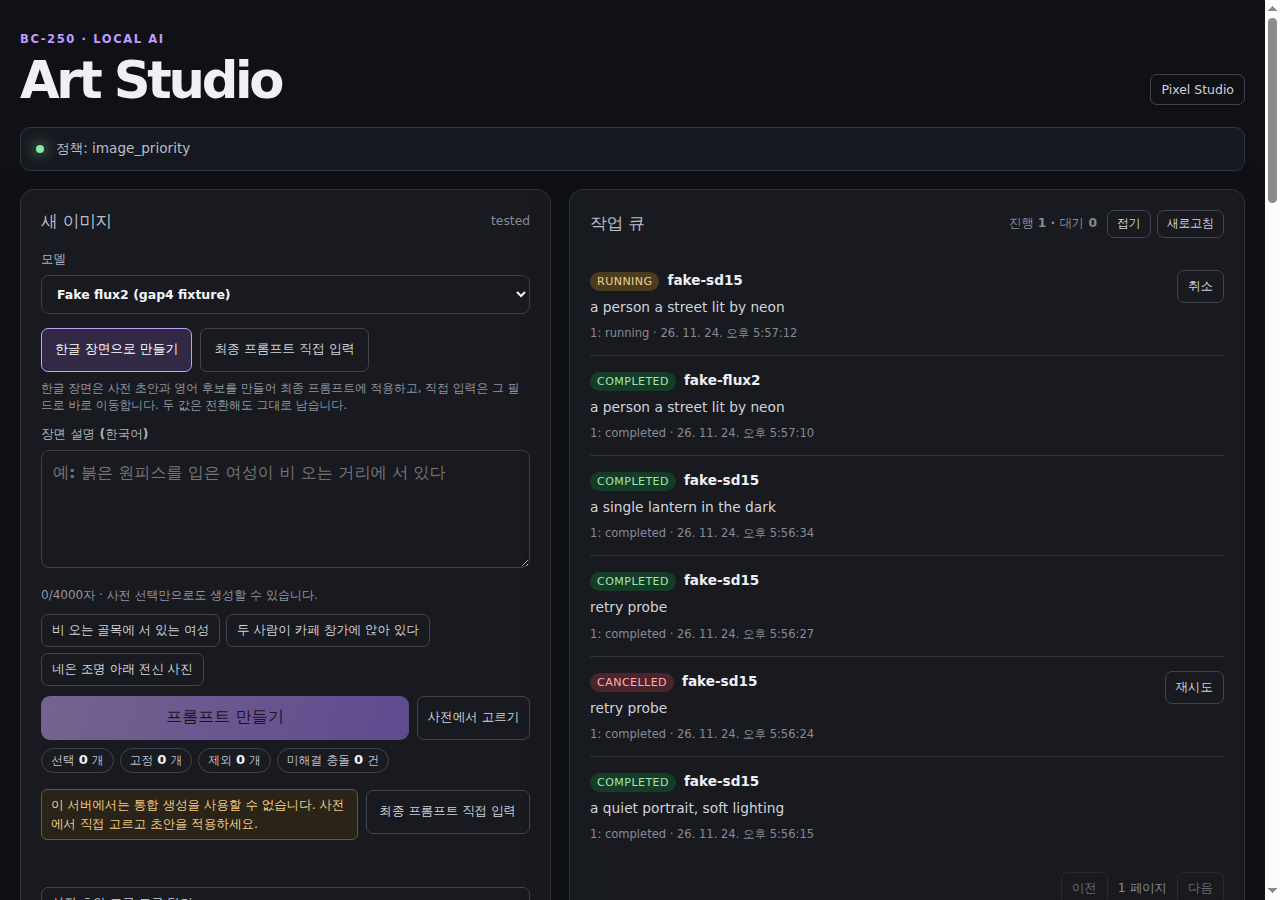 BC-250 · LOCAL AI
Art Studio
Pixel Studio
정책: image_priority
새 이미지
tested
모델
Fake flux2 (gap4 fixture)
한글 장면으로 만들기
최종 프롬프트 직접 입력
한글 장면은 사전 초안과 영어 후보를 만들어 최종 프롬프트에 적용하고, 직접 입력은 그 필
드로 바로 이동합니다. 두 값은 전환해도 그대로 남습니다.
장면 설명 (한국어)
예: 붉은 원피스를 입은 여성이 비 오는 거리에 서 있다
0/4000자 · 사전 선택만으로도 생성할 수 있습니다.
비 오는 골목에 서 있는 여성
두 사람이 카페 창가에 앉아 있다
네온 조명 아래 전신 사진
프롬프트 만들기
사전에서 고르기
선택 0 개
고정 0 개
제외 0 개
미해결 충돌 0 건
이 서버에서는 통합 생성을 사용할 수 없습니다. 사전
에서 직접 고르고 초안을 적용하세요.
최종 프롬프트 직접 입력
작업 큐
진행 1 · 대기 0
접기
새로고침
RUNNING fake-sd15
취소
a person a street lit by neon
1: running · 26. 11. 24. 오후 5:57:12
COMPLETED fake-flux2
a person a street lit by neon
1: completed · 26. 11. 24. 오후 5:57:10
COMPLETED fake-sd15
a single lantern in the dark
1: completed · 26. 11. 24. 오후 5:56:34
COMPLETED fake-sd15
retry probe
1: completed · 26. 11. 24. 오후 5:56:27
CANCELLED fake-sd15
재시도
retry probe
1: completed · 26. 11. 24. 오후 5:56:24
COMPLETED fake-sd15
a quiet portrait, soft lighting
1: completed · 26. 11. 24. 오후 5:56:15
이전
1 페이지
다음